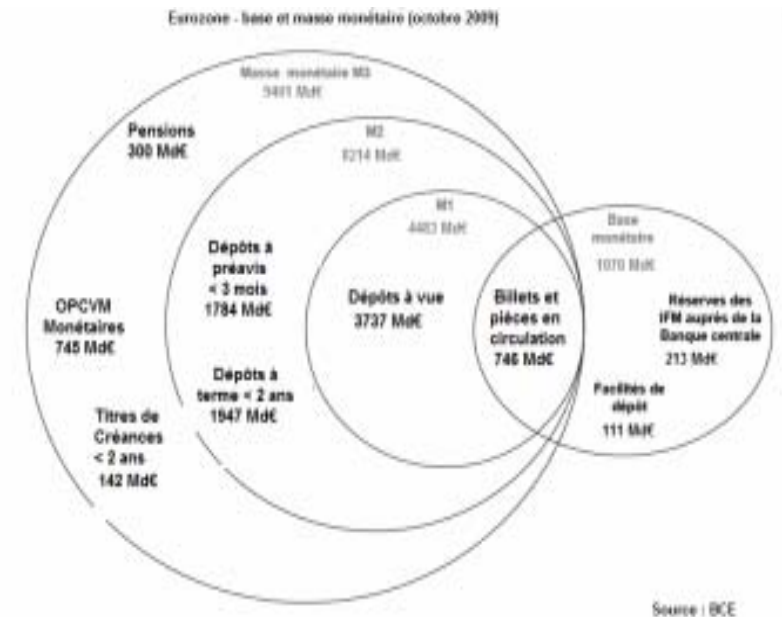 Eurozone - base et masse monétaire (octobre 2009)
Masse monétaire M3
9401 Md€
Pensions
300 Md€
M2
8214 Md€
M1
4483 Md€
Base
monétaire
1070 Md€
Dépôts à
préavis
< 3 mois
1784 Md€
OPCVM
Monétaires
745 Md€
Dépôts à vue
3737 Md€
Billets et
pièces en
circulation
746 Md€
Réserves des
IFM auprès de la
Banque centrale
213 Md€
Dépôts à
terme < 2 ans
1947 Md€
Facilités de
dépôt
111 Md€
Titres de
Créances
< 2 ans
142 Md€
Source : BCE